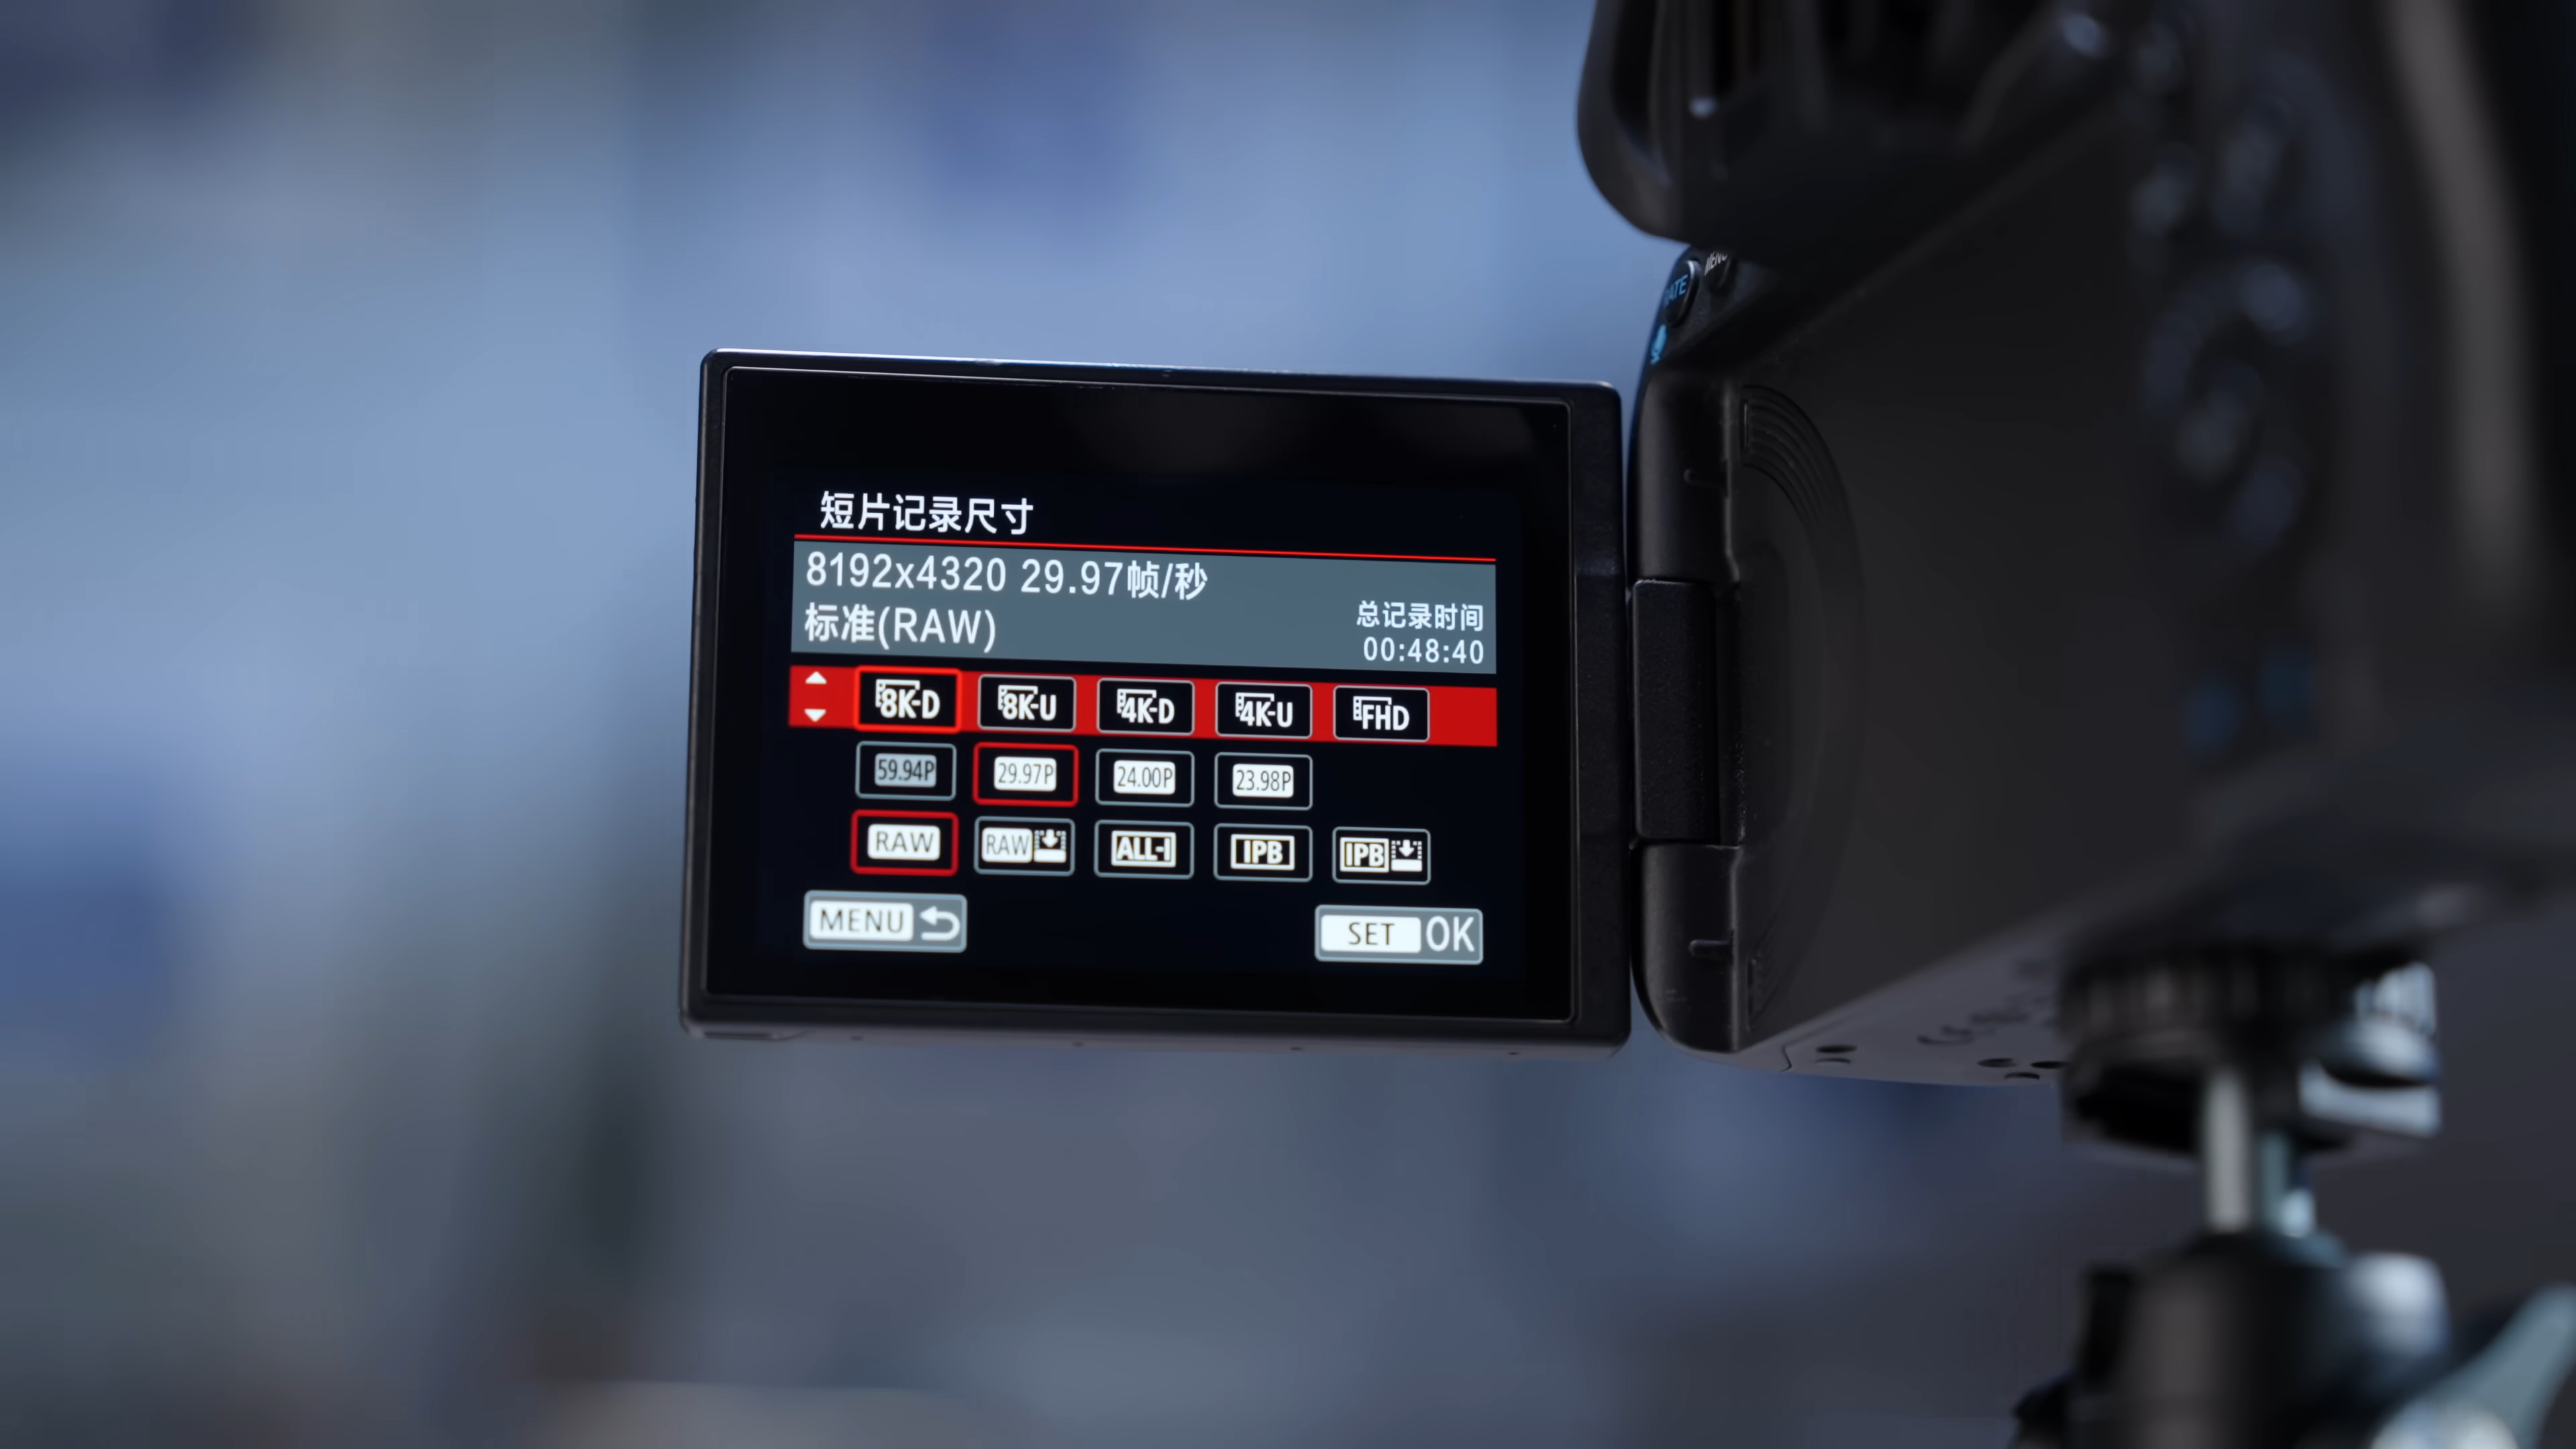 短片记录尺寸
8192x4320 29.97帧/秒
标准(RAW)
总记录时间
00:48:40
8K-D 8K-U 4K-D 4K-U FHD
59.94P 29.97P 24.00P 23.98P
RAW RAW ALL-I IPB IPB
MENU SET OK